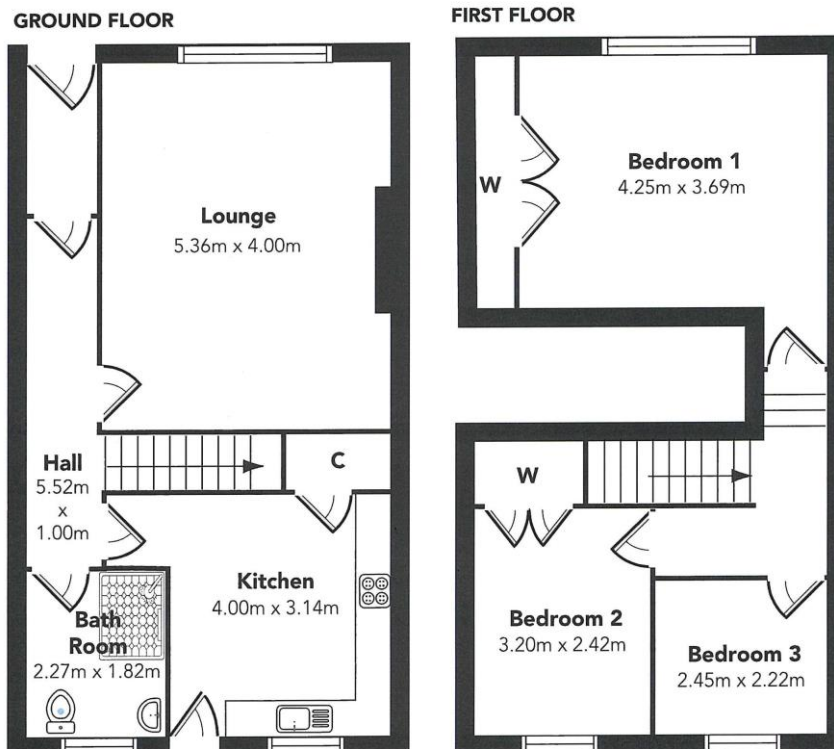 GROUND FLOOR
Lounge
5.36m x 4.00m
Hall
5.52m
x
1.00m
C
Kitchen
4.00m x 3.14m
Bath
Room
2.27m x 1.82m
FIRST FLOOR
W
Bedroom 1
4.25m x 3.69m
W
Bedroom 2
3.20m x 2.42m
Bedroom 3
2.45m x 2.22m